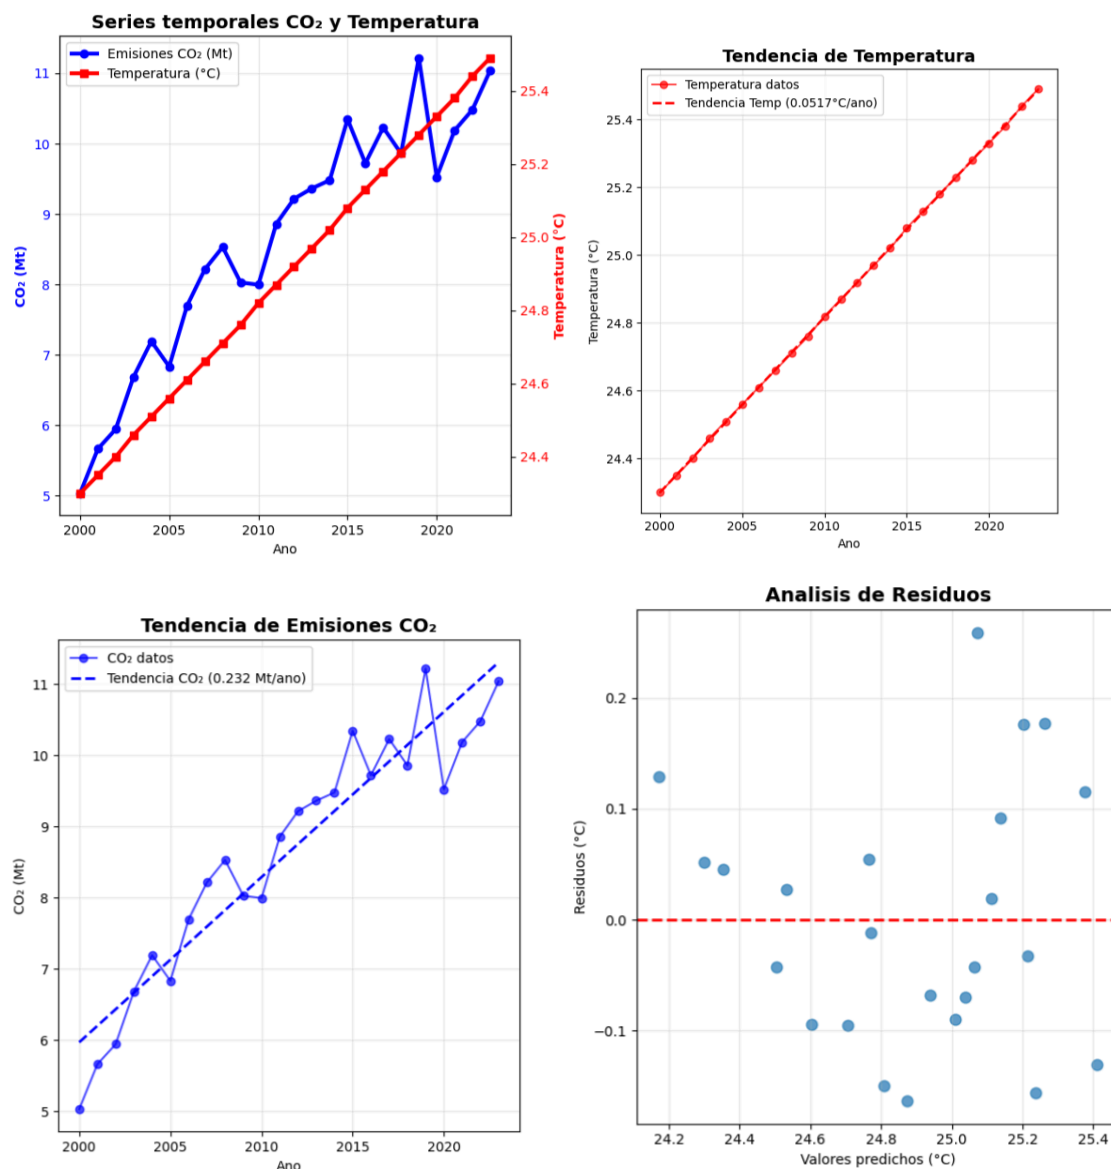 Series temporales CO₂ y Temperatura
Emisiones CO₂ (Mt)
Temperatura (°C)
11
10
9
8
7
6
5
CO₂ (Mt)
25.4
25.2
25.0
24.8
24.6
24.4
Temperatura (°C)
2000
2005
2010
2015
2020
Ano
Tendencia de Temperatura
Temperatura datos
Tendencia Temp (0.0517°C/ano)
25.4
25.2
25.0
24.8
24.6
24.4
Temperatura (°C)
2000
2005
2010
2015
2020
Ano
Tendencia de Emisiones CO₂
CO₂ datos
Tendencia CO₂ (0.232 Mt/ano)
11
10
9
8
7
6
5
CO₂ (Mt)
2000
2005
2010
2015
2020
Ano
Analisis de Residuos
0.2
0.1
0.0
−0.1
Residuos (°C)
24.2
24.4
24.6
24.8
25.0
25.2
25.4
Valores predichos (°C)